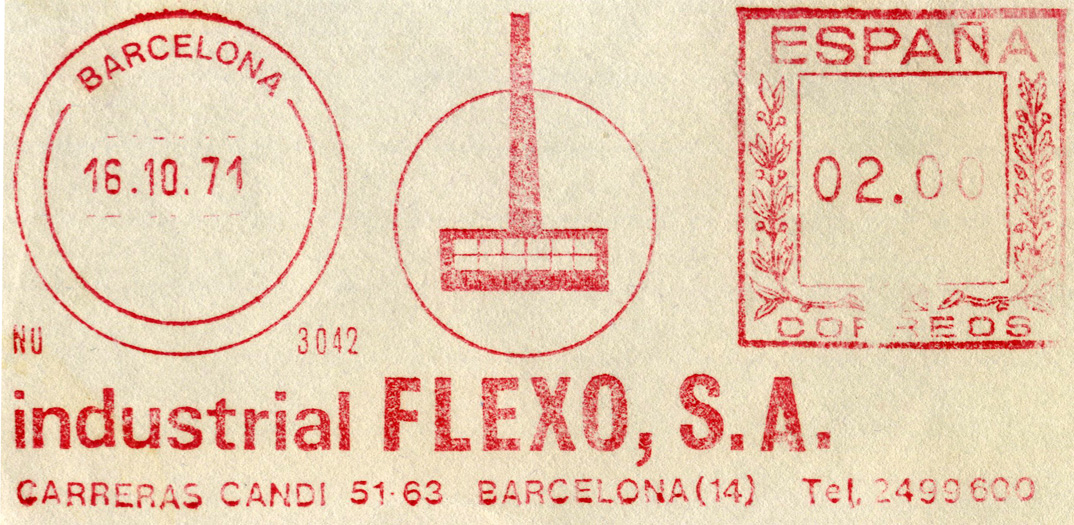 BARCELONA
16.10.71
ESPAÑA
02.00
CORREOS
NU 3042
industrial FLEXO, S.A.
CARRERAS CANDI 51-63 BARCELONA (14) Tel, 2499600